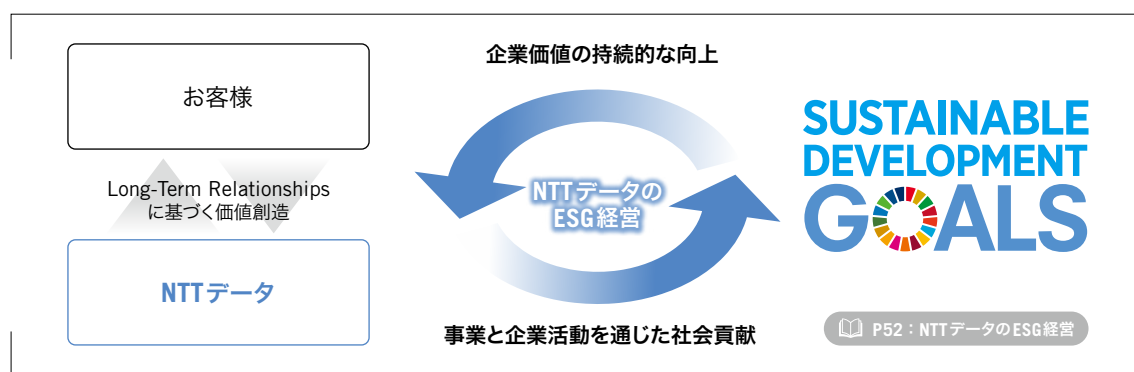 お客様
Long-Term Relationships
に基づく価値創造
NTTデータ
企業価値の持続的な向上
NTTデータの
ESG経営
事業と企業活動を通じた社会貢献
SUSTAINABLE
DEVELOPMENT
GOALS
P52：NTTデータのESG経営